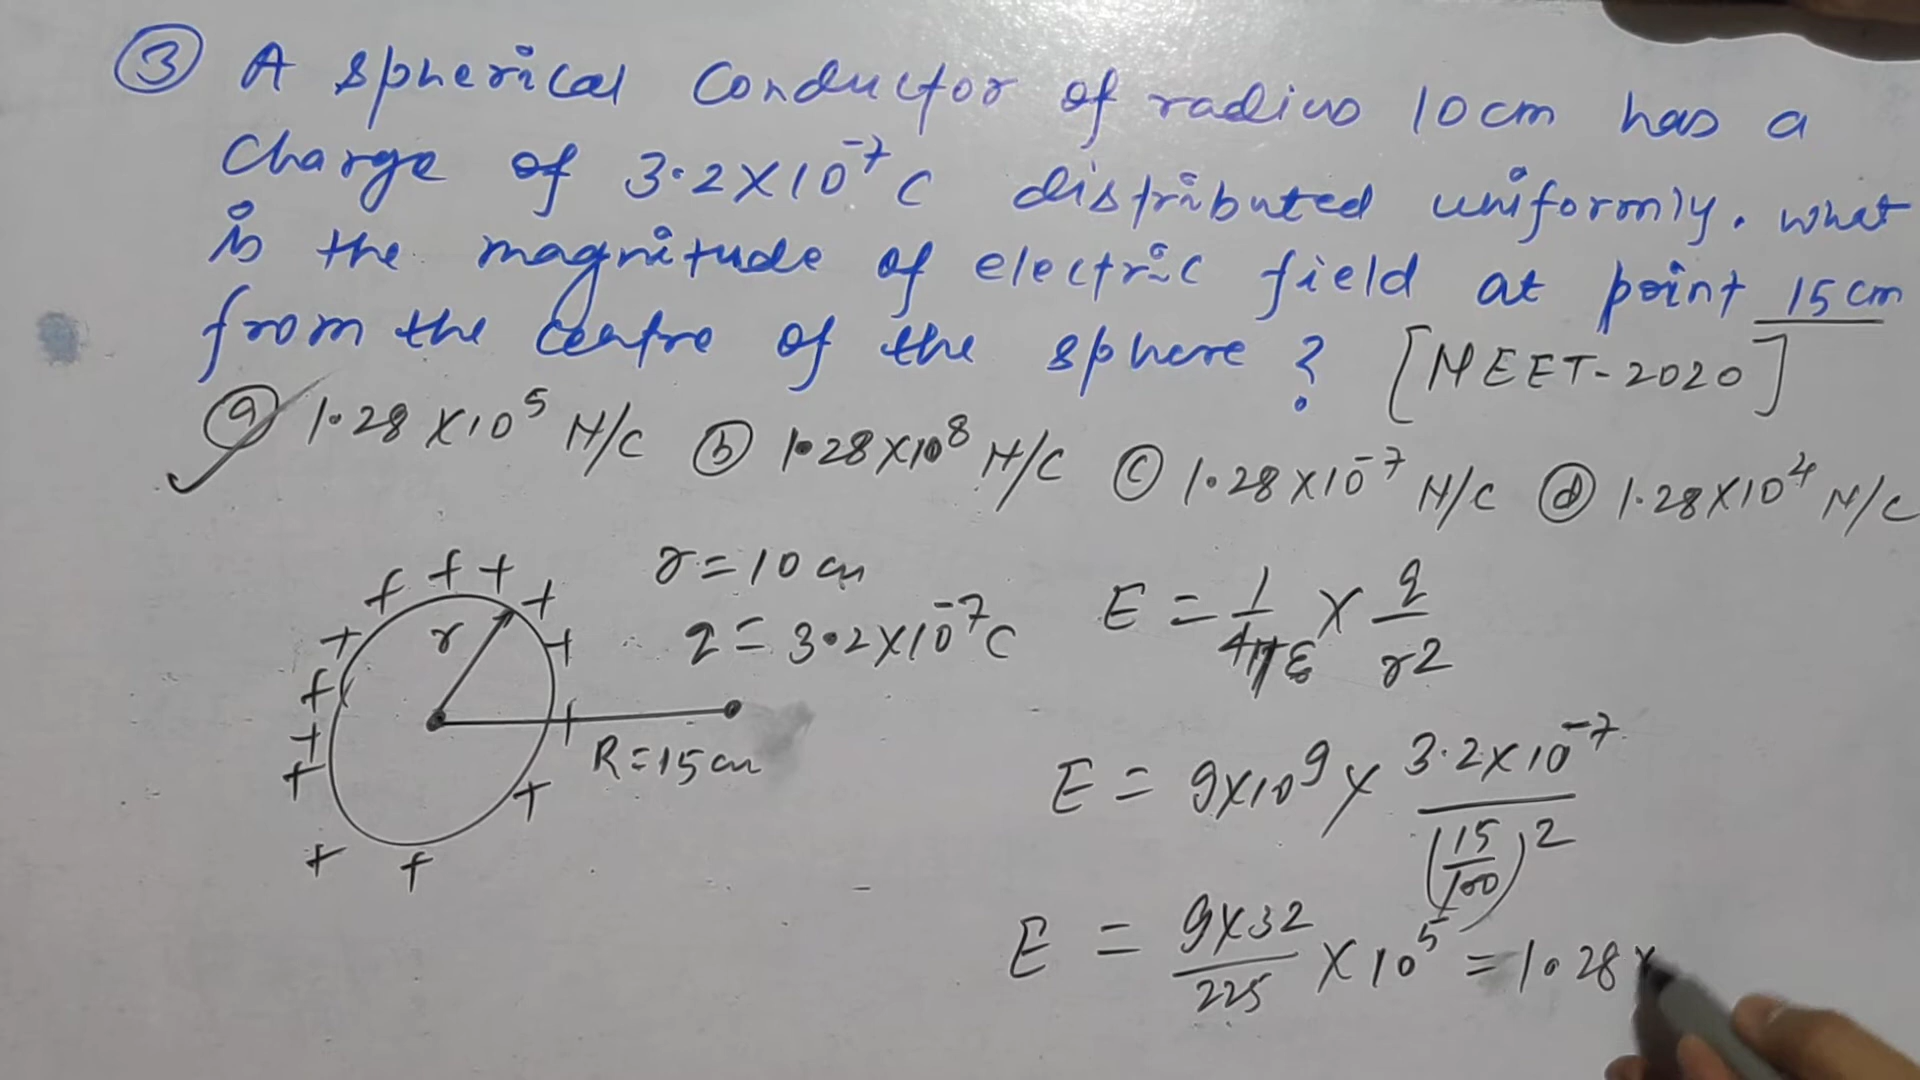 ③ A spherical conductor of radius 10 cm has a
charge of 3.2×10⁻⁷ C distributed uniformly. what
is the magnitude of electric field at point 15 cm
from the centre of the sphere? [NEET-2020]
ⓐ 1.28×10⁵ N/C ⓑ 1.28×10⁸ N/C ⓒ 1.28×10⁻⁷ N/C ⓓ 1.28×10⁴ N/C
+ + + + + + + + + + + + + +
r
r=10 cm
q = 3.2×10⁻⁷C
R=15cm
E = 1/4πε × q/r2
E = 9×10⁹ × 3.2×10⁻⁷/(15/100)²
E = 9×32/225 × 10⁵ = 1.28×